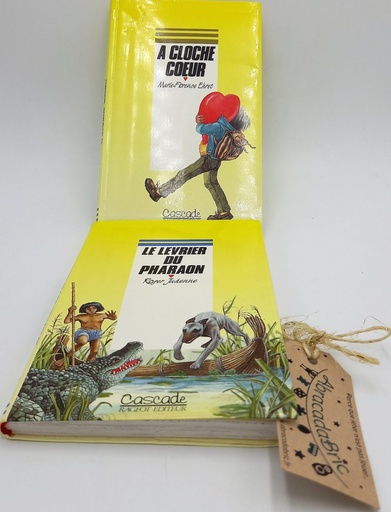 A CLOCHE
COEUR
Marie-Florence Ehret
Cascade
LE LEVRIER
DU
PHARAON
Roger Judenne
Cascade
RAGEOT EDITEUR
AbracadaBric